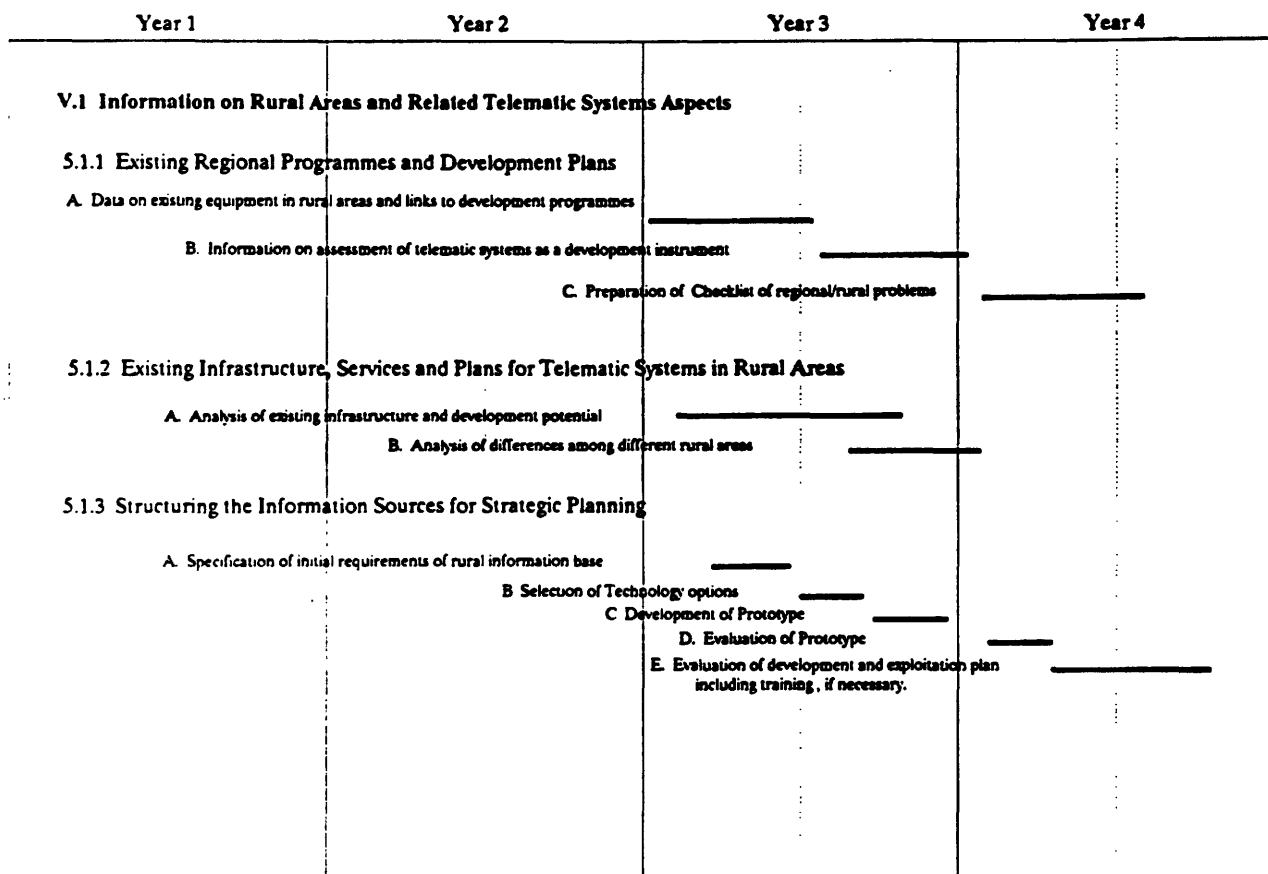 Year 1 Year 2 Year 3 Year 4
V.1 Information on Rural Areas and Related Telematic Systems Aspects
5.1.1 Existing Regional Programmes and Development Plans
A. Data on existing equipment in rural areas and links to development programmes
B. Information on assessment of telematic systems as a development instrument
C. Preparation of Checklist of regional/rural problems
5.1.2 Existing Infrastructure, Services and Plans for Telematic Systems in Rural Areas
A. Analysis of existing infrastructure and development potential
B. Analysis of differences among different rural areas
5.1.3 Structuring the Information Sources for Strategic Planning
A. Specification of initial requirements of rural information base
B Selection of Technology options
C Development of Prototype
D. Evaluation of Prototype
E. Evaluation of development and exploitation plan
including training , if necessary.